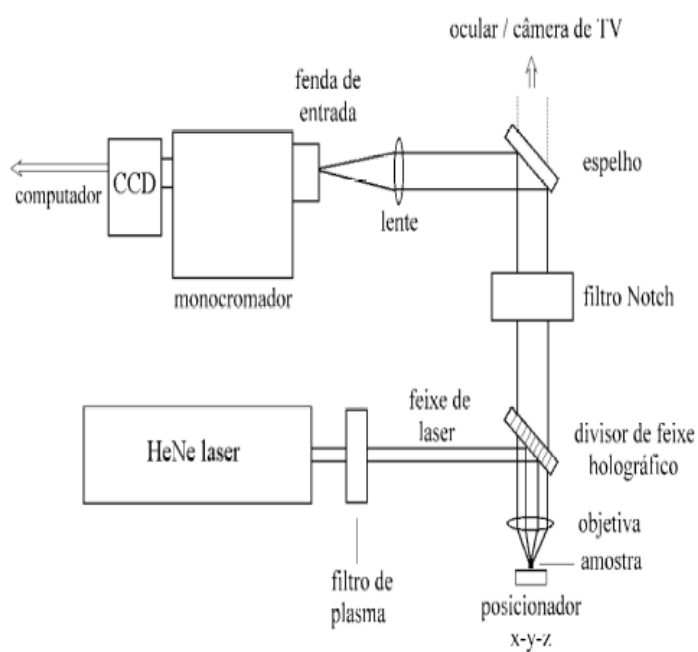 ocular / câmera de TV
fenda de
entrada
espelho
CCD
computador
lente
monocromador
filtro Notch
feixe de
laser
HeNe laser
divisor de feixe
holográfico
objetiva
amostra
filtro de
plasma
posicionador
x-y-z